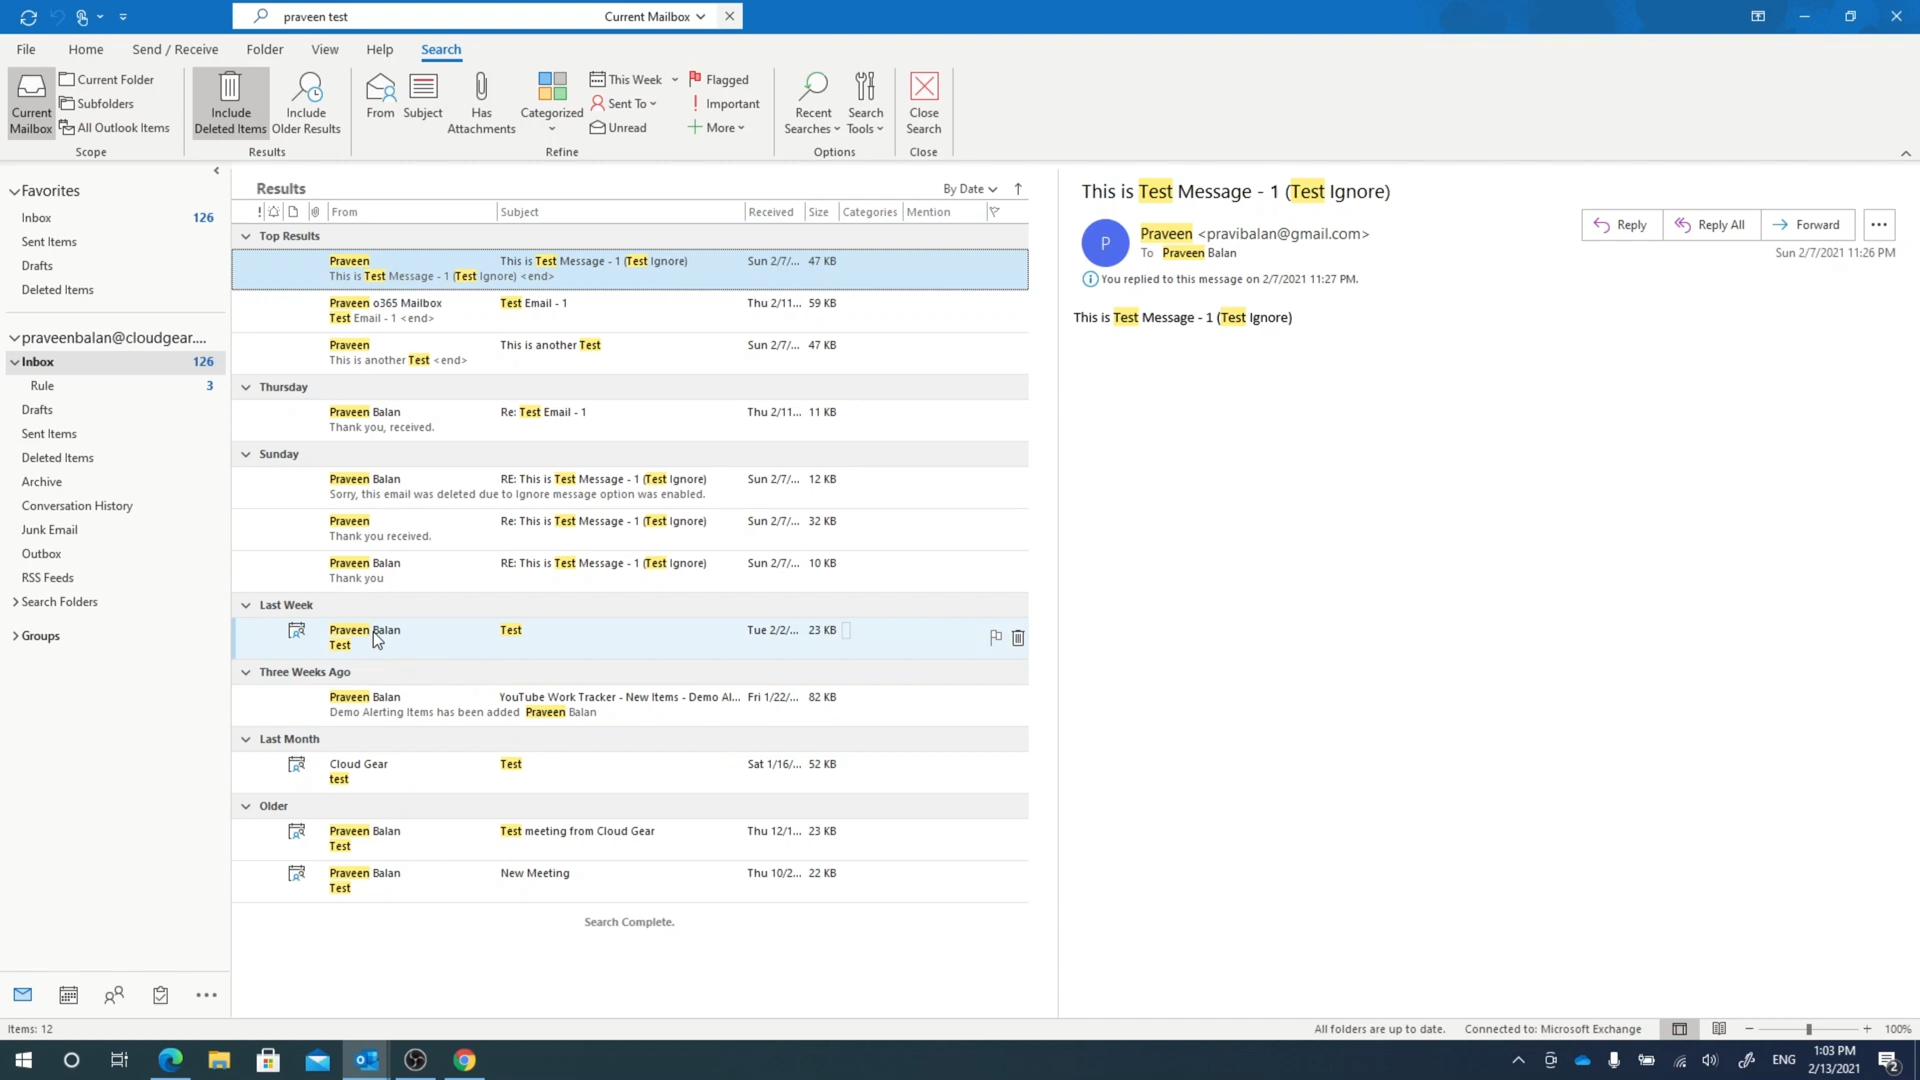 praveen test Current Mailbox
File Home Send / Receive Folder View Help Search
Current Mailbox
Current Folder
Subfolders
All Outlook Items
Scope
Include Deleted Items
Include Older Results
Results
From
Subject
Has Attachments
Categorized
This Week
Sent To
Unread
Flagged
Important
More
Refine
Recent Searches
Search Tools
Options
Close Search
Close
Favorites
Inbox 126
Sent Items
Drafts
Deleted Items
praveenbalan@cloudgear....
Inbox 126
Rule 3
Drafts
Sent Items
Deleted Items
Archive
Conversation History
Junk Email
Outbox
RSS Feeds
Search Folders
Groups
Items: 12
Results By Date
From Subject Received Size Categories Mention
Top Results
Praveen This is Test Message - 1 (Test Ignore) Sun 2/7/... 47 KB
This is Test Message - 1 (Test Ignore) <end>
Praveen o365 Mailbox Test Email - 1 Thu 2/11... 59 KB
Test Email - 1 <end>
Praveen This is another Test Sun 2/7/... 47 KB
This is another Test <end>
Thursday
Praveen Balan Re: Test Email - 1 Thu 2/11... 11 KB
Thank you, received.
Sunday
Praveen Balan RE: This is Test Message - 1 (Test Ignore) Sun 2/7/... 12 KB
Sorry, this email was deleted due to Ignore message option was enabled.
Praveen Re: This is Test Message - 1 (Test Ignore) Sun 2/7/... 32 KB
Thank you received.
Praveen Balan RE: This is Test Message - 1 (Test Ignore) Sun 2/7/... 10 KB
Thank you
Last Week
Praveen Balan Test Tue 2/2/... 23 KB
Test
Three Weeks Ago
Praveen Balan YouTube Work Tracker - New Items - Demo Al... Fri 1/22/... 82 KB
Demo Alerting Items has been added Praveen Balan
Last Month
Cloud Gear Test Sat 1/16/... 52 KB
test
Older
Praveen Balan Test meeting from Cloud Gear Thu 12/1... 23 KB
Test
Praveen Balan New Meeting Thu 10/2... 22 KB
Test
Search Complete.
This is Test Message - 1 (Test Ignore)
P
Praveen <pravibalan@gmail.com>
To Praveen Balan
Reply Reply All Forward
Sun 2/7/2021 11:26 PM
You replied to this message on 2/7/2021 11:27 PM.
This is Test Message - 1 (Test Ignore)
All folders are up to date. Connected to: Microsoft Exchange 100%
ENG
1:03 PM
2/13/2021
2